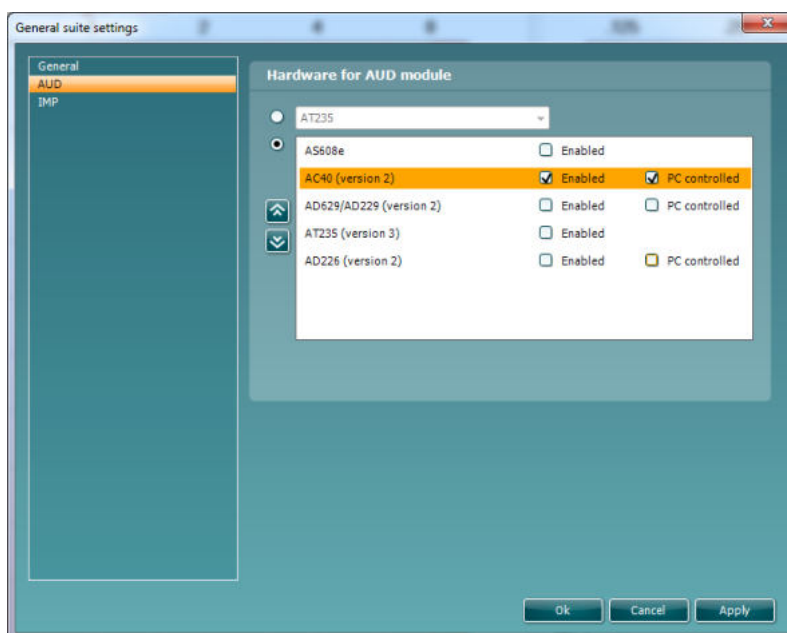 General suite settings
General
AUD
IMP
Hardware for AUD module
AT235
AS608e Enabled
AC40 (version 2) Enabled PC controlled
AD629/AD229 (version 2) Enabled PC controlled
AT235 (version 3) Enabled
AD226 (version 2) Enabled PC controlled
Ok Cancel Apply